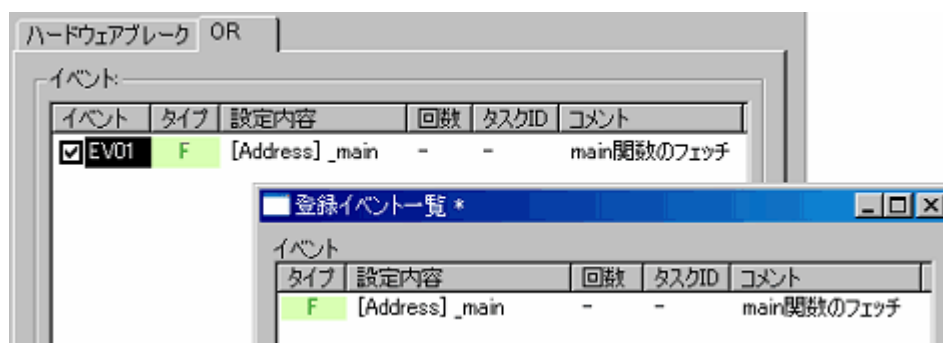 ハードウェアブレーク OR
イベント:
イベント タイプ 設定内容 回数 タスクID コメント
EV01 F [Address] _main - - main関数のフェッチ
登録イベント一覧 *
イベント
タイプ 設定内容 回数 タスクID コメント
F [Address] _main - - main関数のフェッチ